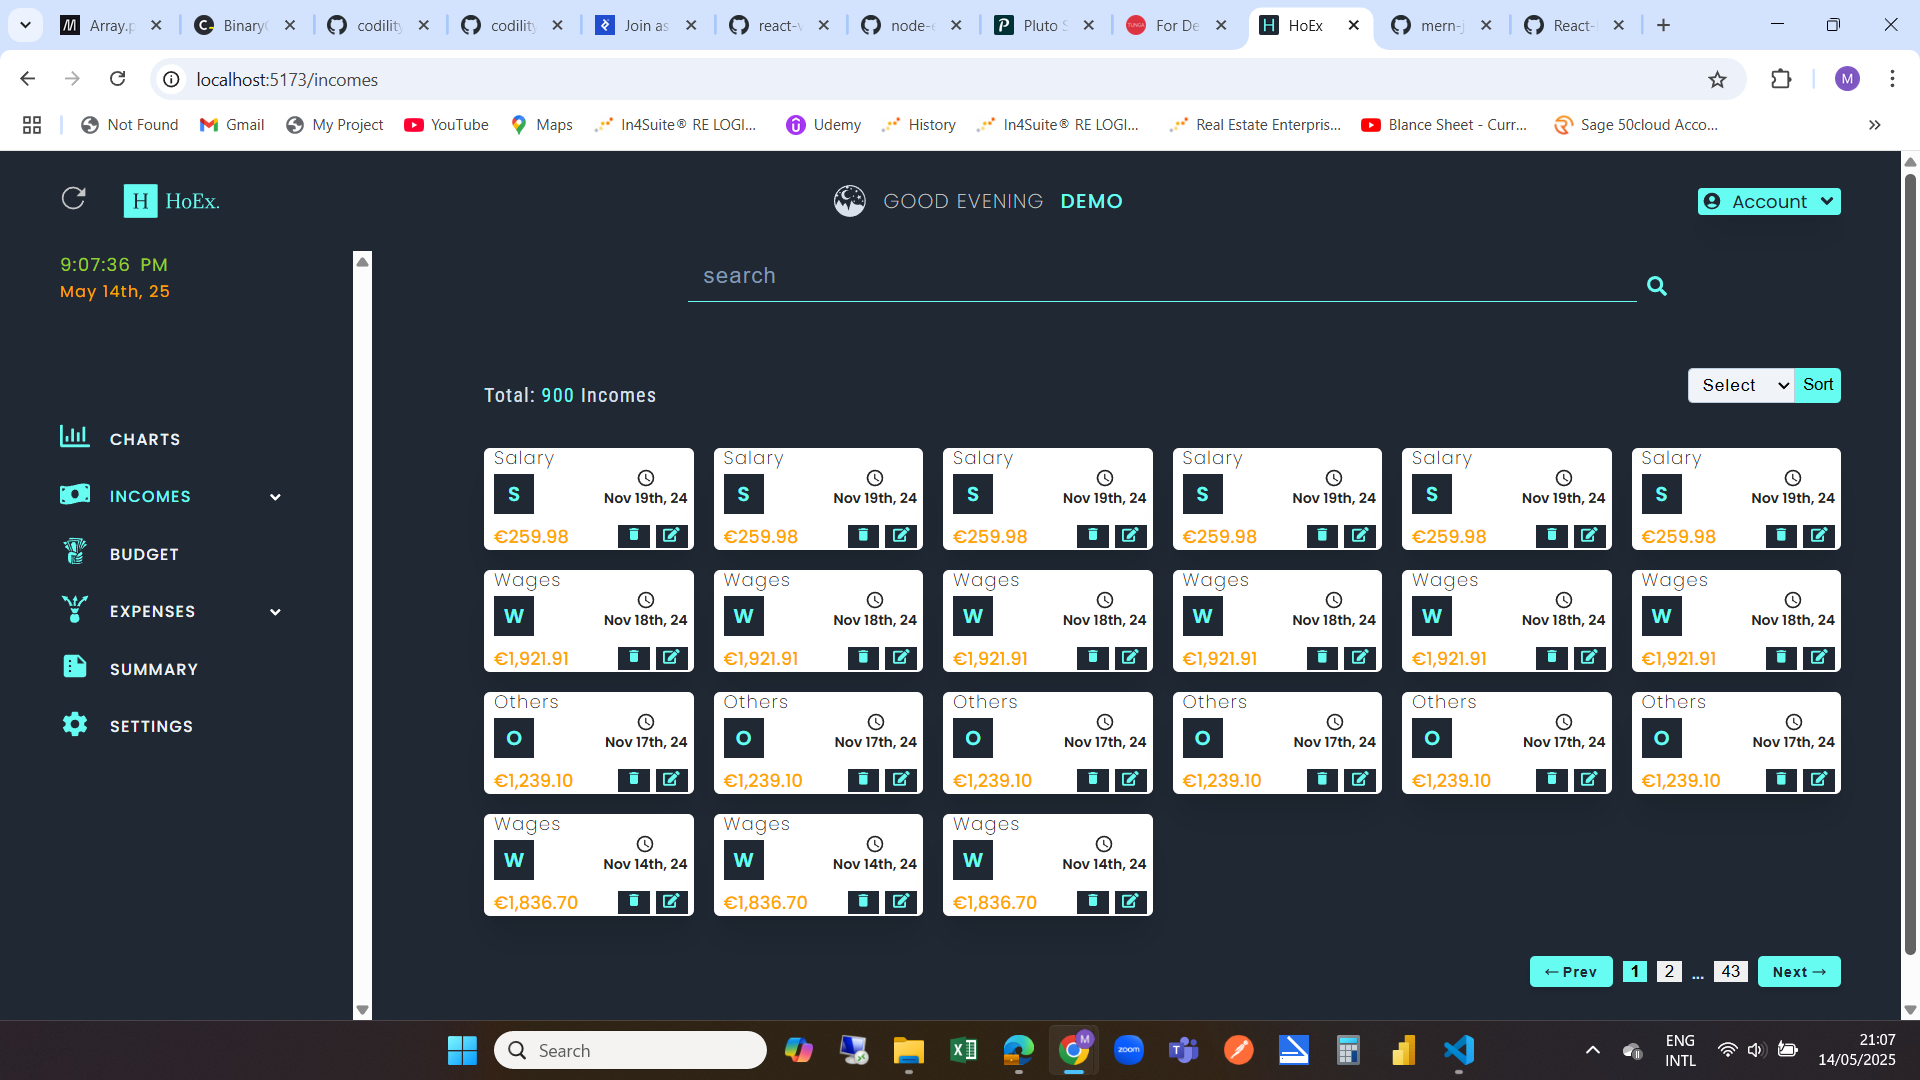 Array.p
BinaryG
codility
codility
Join as
react-v
node-e
Pluto S
For De
HoEx
mern-j
React-
localhost:5173/incomes
M
Not Found
Gmail
My Project
YouTube
Maps
In4Suite® RE LOGI...
Udemy
History
In4Suite® RE LOGI...
Real Estate Enterpris...
Blance Sheet - Curr...
Sage 50cloud Acco...
H HoEx.
GOOD EVENING DEMO
Account
9:07:36 PM
May 14th, 25
search
Total: 900 Incomes
Select
Sort
CHARTS
INCOMES
BUDGET
EXPENSES
SUMMARY
SETTINGS
Salary Salary Salary Salary Salary Salary
S S S S S S
Nov 19th, 24 Nov 19th, 24 Nov 19th, 24 Nov 19th, 24 Nov 19th, 24 Nov 19th, 24
€259.98 €259.98 €259.98 €259.98 €259.98 €259.98
Wages Wages Wages Wages Wages Wages
W W W W W W
Nov 18th, 24 Nov 18th, 24 Nov 18th, 24 Nov 18th, 24 Nov 18th, 24 Nov 18th, 24
€1,921.91 €1,921.91 €1,921.91 €1,921.91 €1,921.91 €1,921.91
Others Others Others Others Others Others
O O O O O O
Nov 17th, 24 Nov 17th, 24 Nov 17th, 24 Nov 17th, 24 Nov 17th, 24 Nov 17th, 24
€1,239.10 €1,239.10 €1,239.10 €1,239.10 €1,239.10 €1,239.10
Wages Wages Wages
W W W
Nov 14th, 24 Nov 14th, 24 Nov 14th, 24
€1,836.70 €1,836.70 €1,836.70
← Prev 1 2 ... 43 Next →
Search
M
zoom
ENG
INTL
21:07
14/05/2025